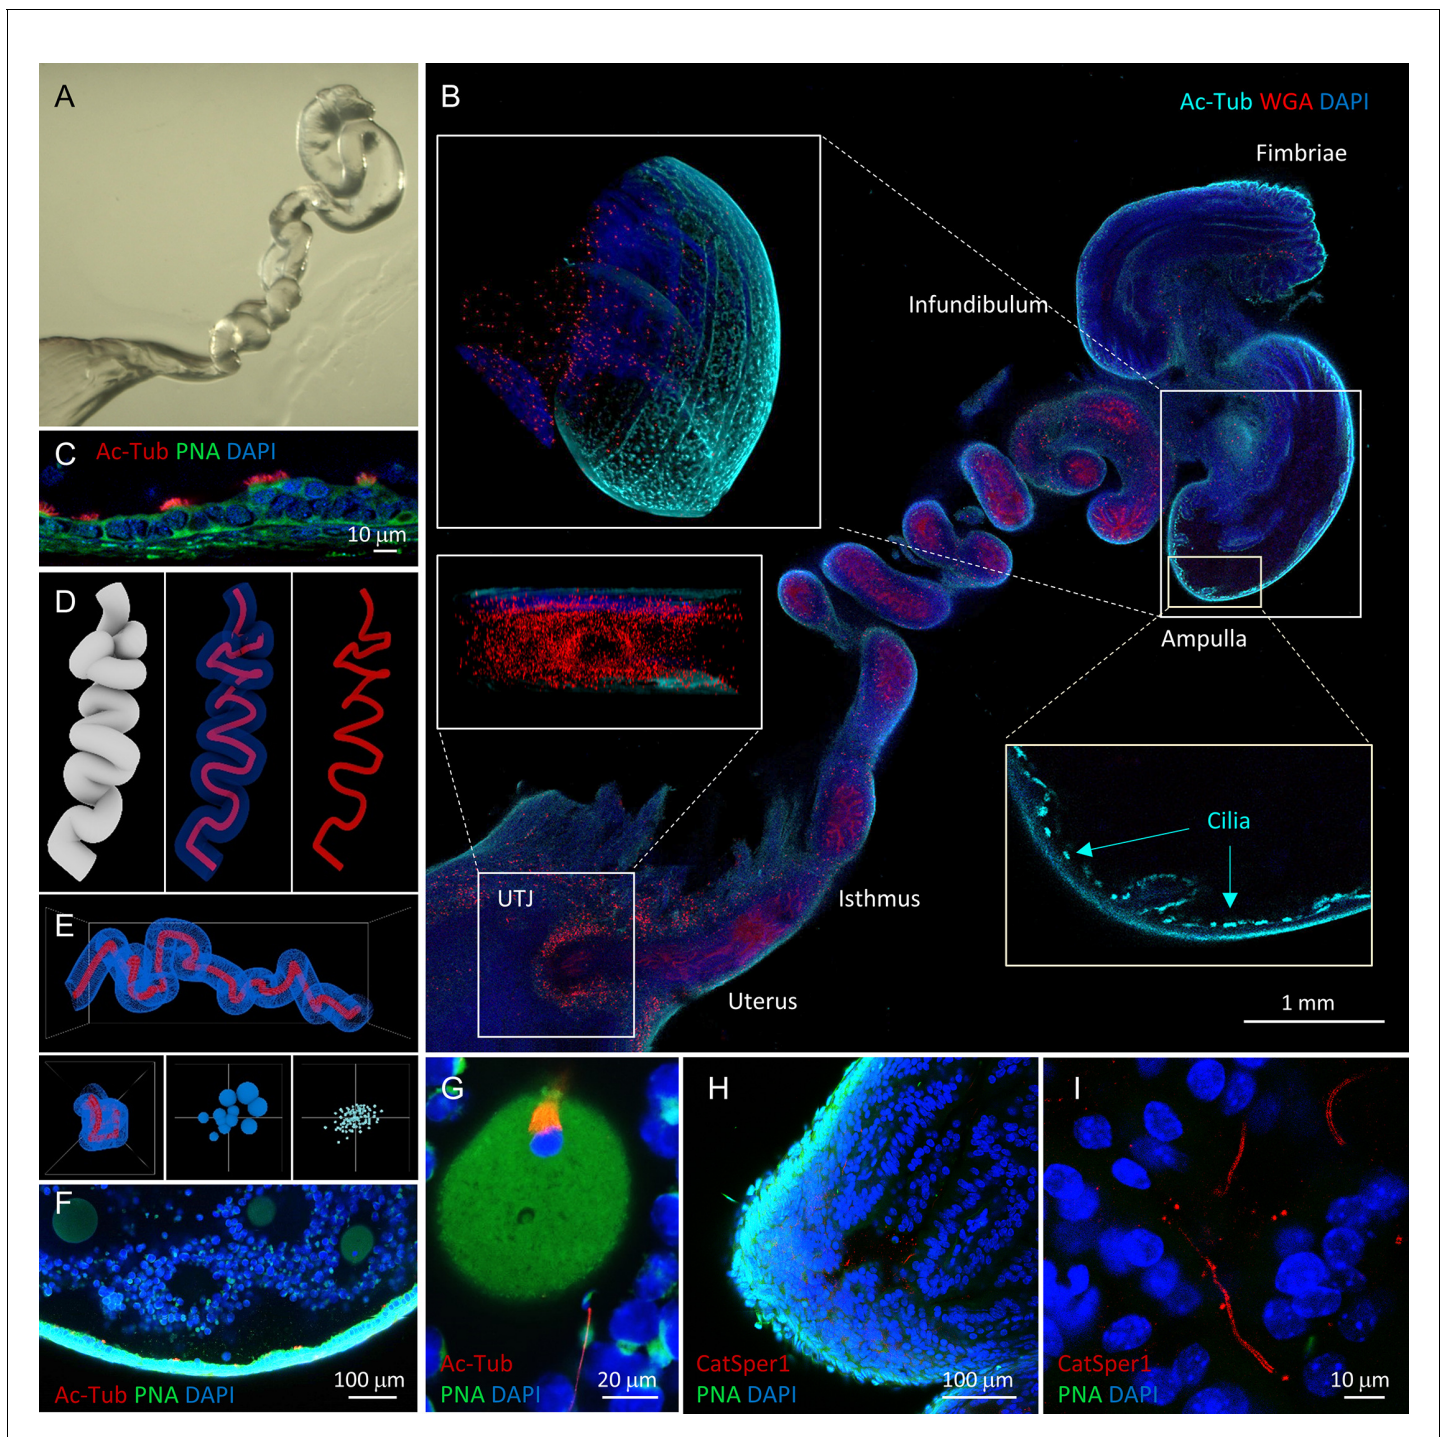 A
B
Ac-Tub WGA DAPI
Fimbriae
Infundibulum
Ampulla
Cilia
UTJ
Isthmus
Uterus
1 mm
C
Ac-Tub PNA DAPI
10 µm
D
E
F
Ac-Tub PNA DAPI
100 µm
G
Ac-Tub
PNA DAPI
20 µm
H
CatSper1
PNA DAPI
100 µm
I
CatSper1
PNA DAPI
10 µm